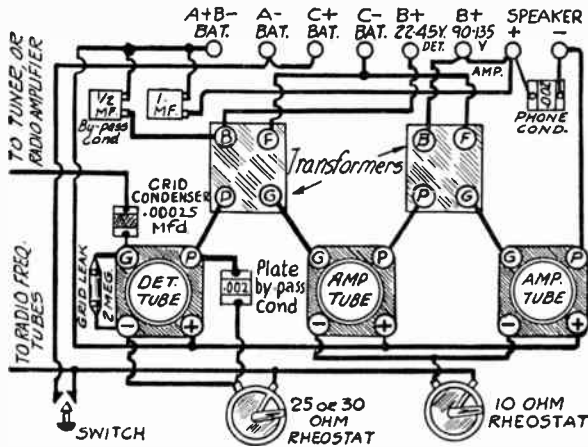 A+B- BAT.
A- BAT.
C+ BAT.
C- BAT.
B+ 22-45V. DET.
B+ 90-135 V AMP.
SPEAKER
+ -
TO TUNER, OR
RADIO AMPLIFIER
1/2 MF.
By-pass
Cond
1- MF.
.002
PHONE
COND.
B F
B F
Transformers
P G
P G
GRID
CONDENSER
.00025
Mfd
G P
DET.
TUBE
- +
GRID LEAK
2 MEG.
.002
Plate
by-pass
Cond
G P
AMP
TUBE
- +
G P
AMP.
TUBE
- +
TO RADIO FREQ.
TUBES
SWITCH
25 OR 30
OHM
RHEOSTAT
10 OHM
RHEOSTAT